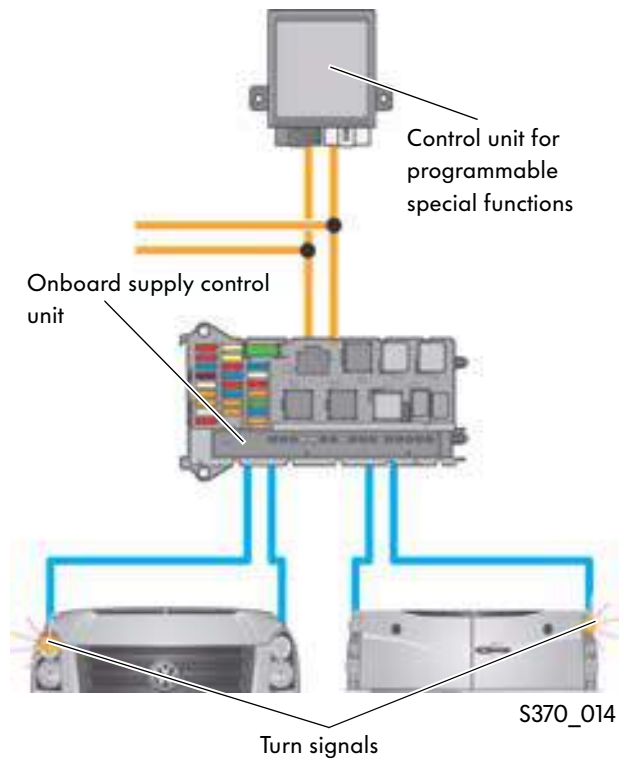 Control unit for
programmable
special functions
Onboard supply control
unit
S370_014
Turn signals